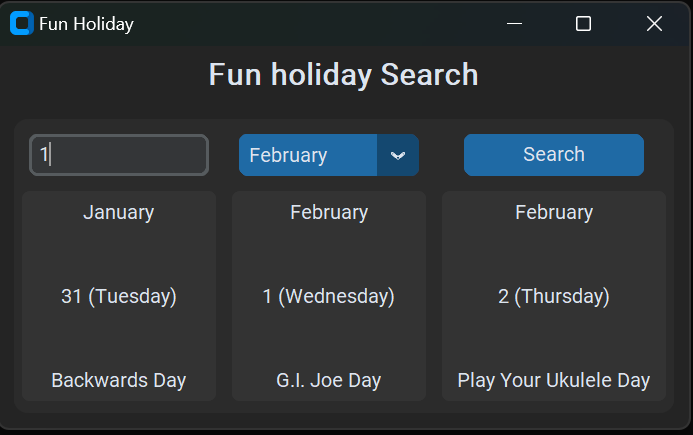 Fun Holiday
Fun holiday Search
1
February
Search
January
31 (Tuesday)
Backwards Day
February
1 (Wednesday)
G.I. Joe Day
February
2 (Thursday)
Play Your Ukulele Day